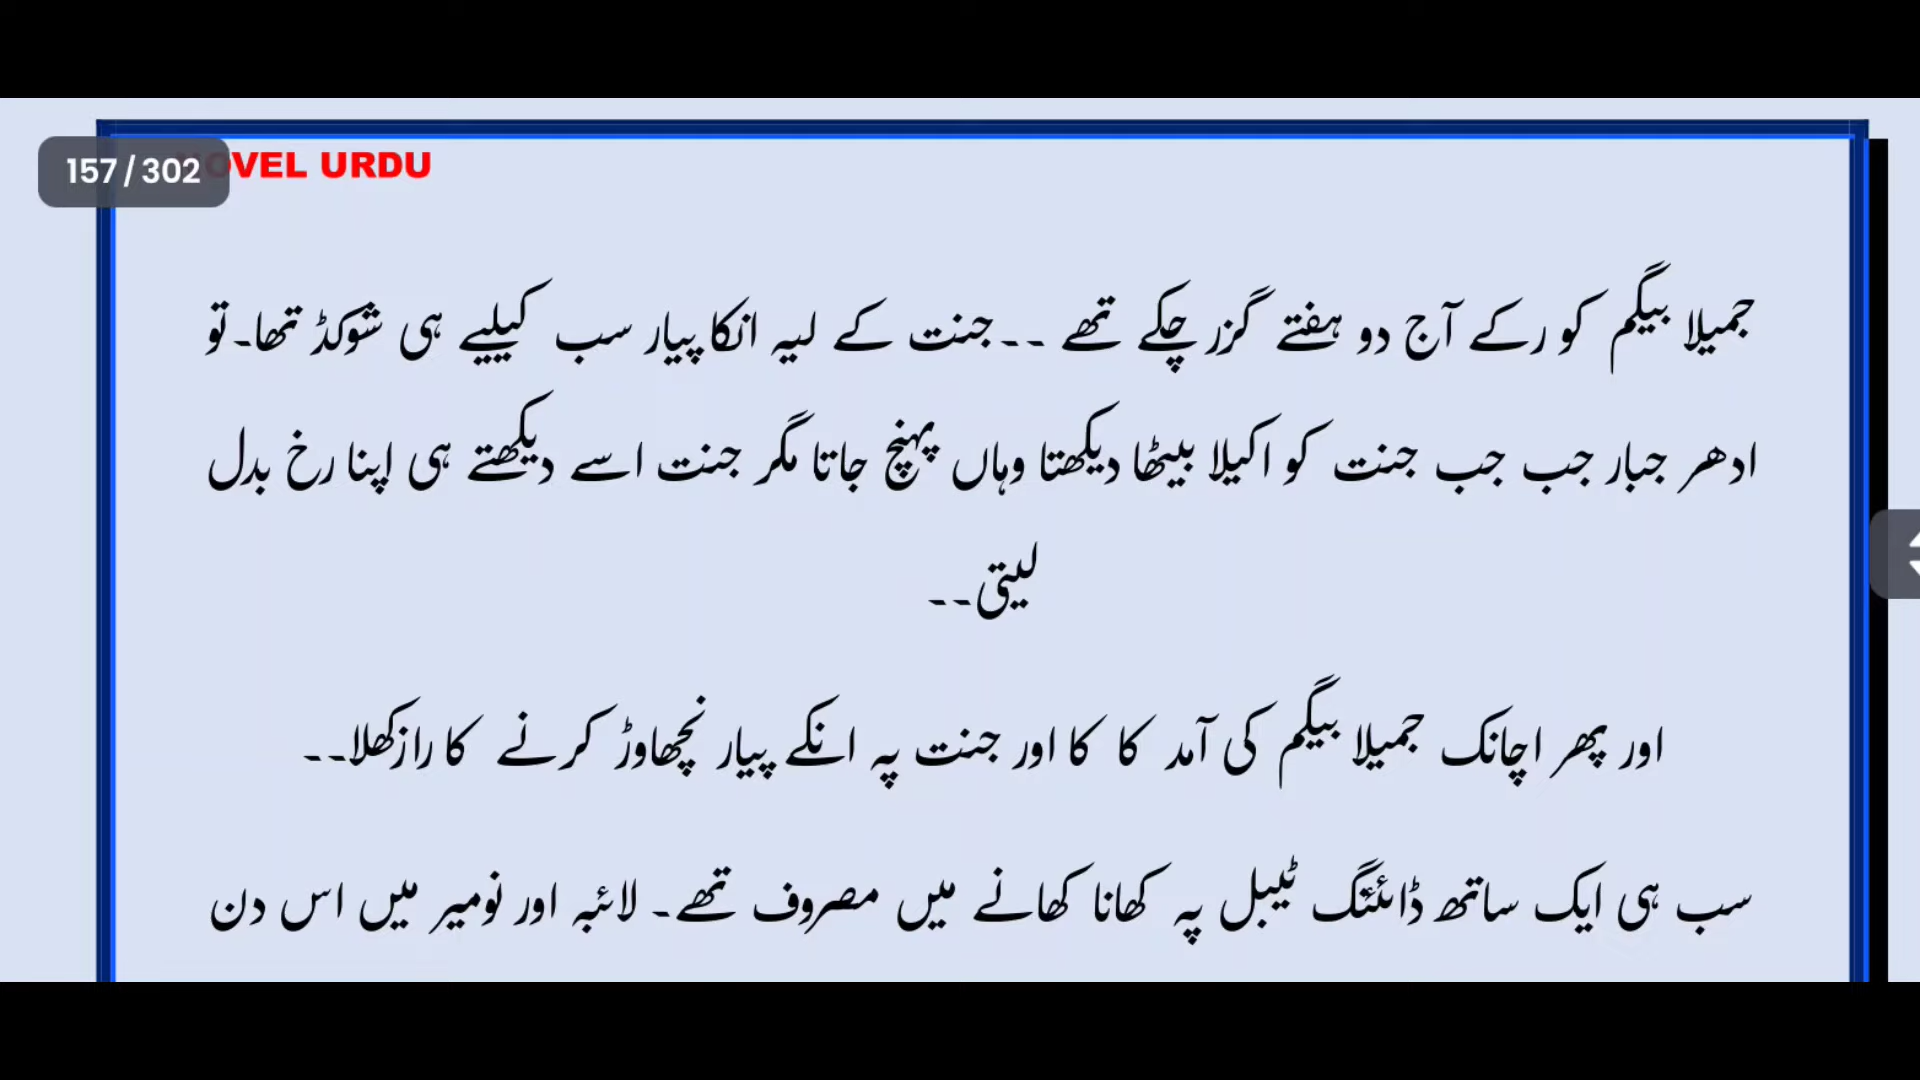 157/302
OVEL URDU
جمیلا بیگم کو رکے آج دو ہفتے گزر چکے تھے ۔۔جنت کے لیہ انکا پیار سب کیلیے ہی شوکڈ تھا۔ تو
ادھر جبار جب جب جنت کو اکیلا بیٹھا دیکھتا وہاں پہنچ جاتا مگر جنت اسے دیکھتے ہی اپنا رخ بدل
لیتی۔۔
اور پھر اچانک جمیلا بیگم کی آمد کا کا اور جنت پہ انکے پیار نچھاوڑ کرنے کا راز کھلا۔۔
سب ہی ایک ساتھ ڈائنگ ٹیبل پہ کھانا کھانے میں مصروف تھے۔ لائبہ اور نومیر میں اس دن